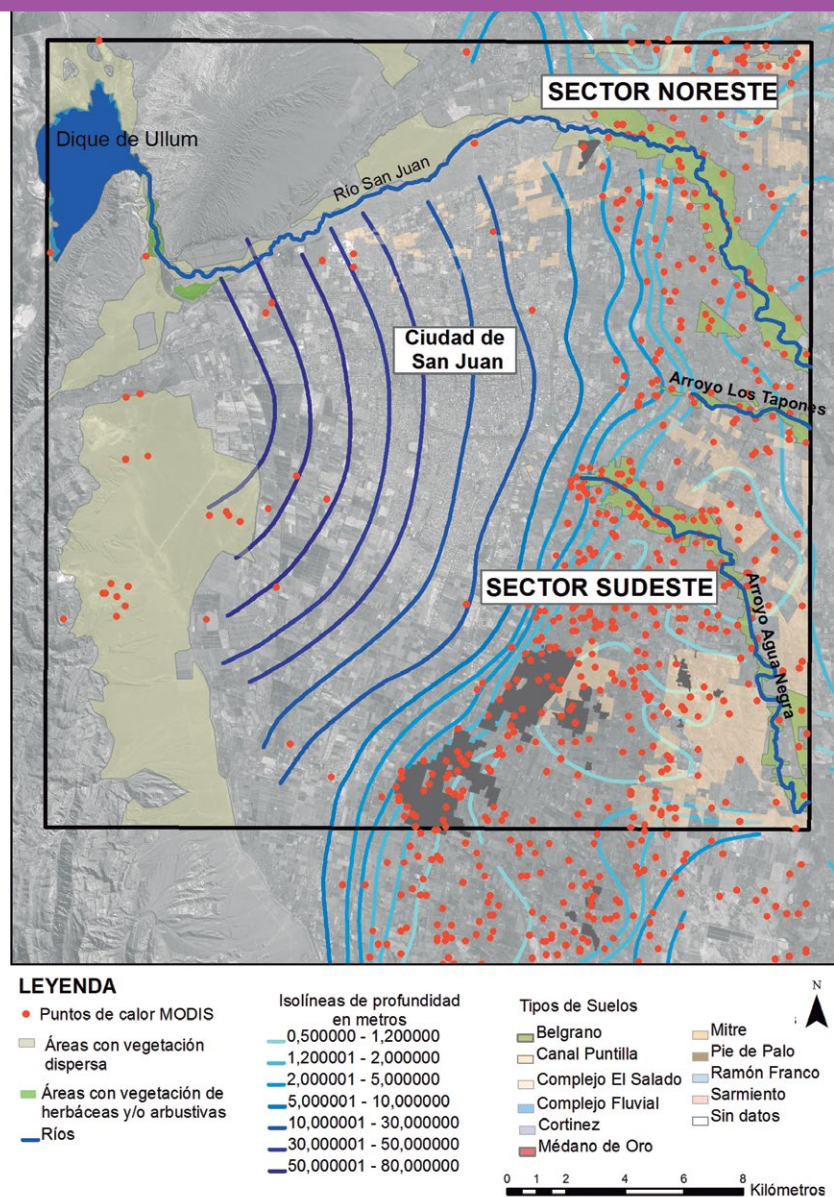 SECTOR NORESTE
Dique de Ullum
Río San Juan
Ciudad de
San Juan
Arroyo Los Tapones
SECTOR SUDESTE
Arroyo Agua Negra
LEYENDA
Puntos de calor MODIS
Áreas con vegetación
dispersa
Áreas con vegetación de
herbáceas y/o arbustivas
Ríos
Isolíneas de profundidad
en metros
0,500000 - 1,200000
1,200001 - 2,000000
2,000001 - 5,000000
5,000001 - 10,000000
10,000001 - 30,000000
30,000001 - 50,000000
50,000001 - 80,000000
Tipos de Suelos
Belgrano
Canal Puntilla
Complejo El Salado
Complejo Fluvial
Cortinez
Médano de Oro
Mitre
Pie de Palo
Ramón Franco
Sarmiento
Sin datos
N
0 1 2 4 6 8
Kilómetros